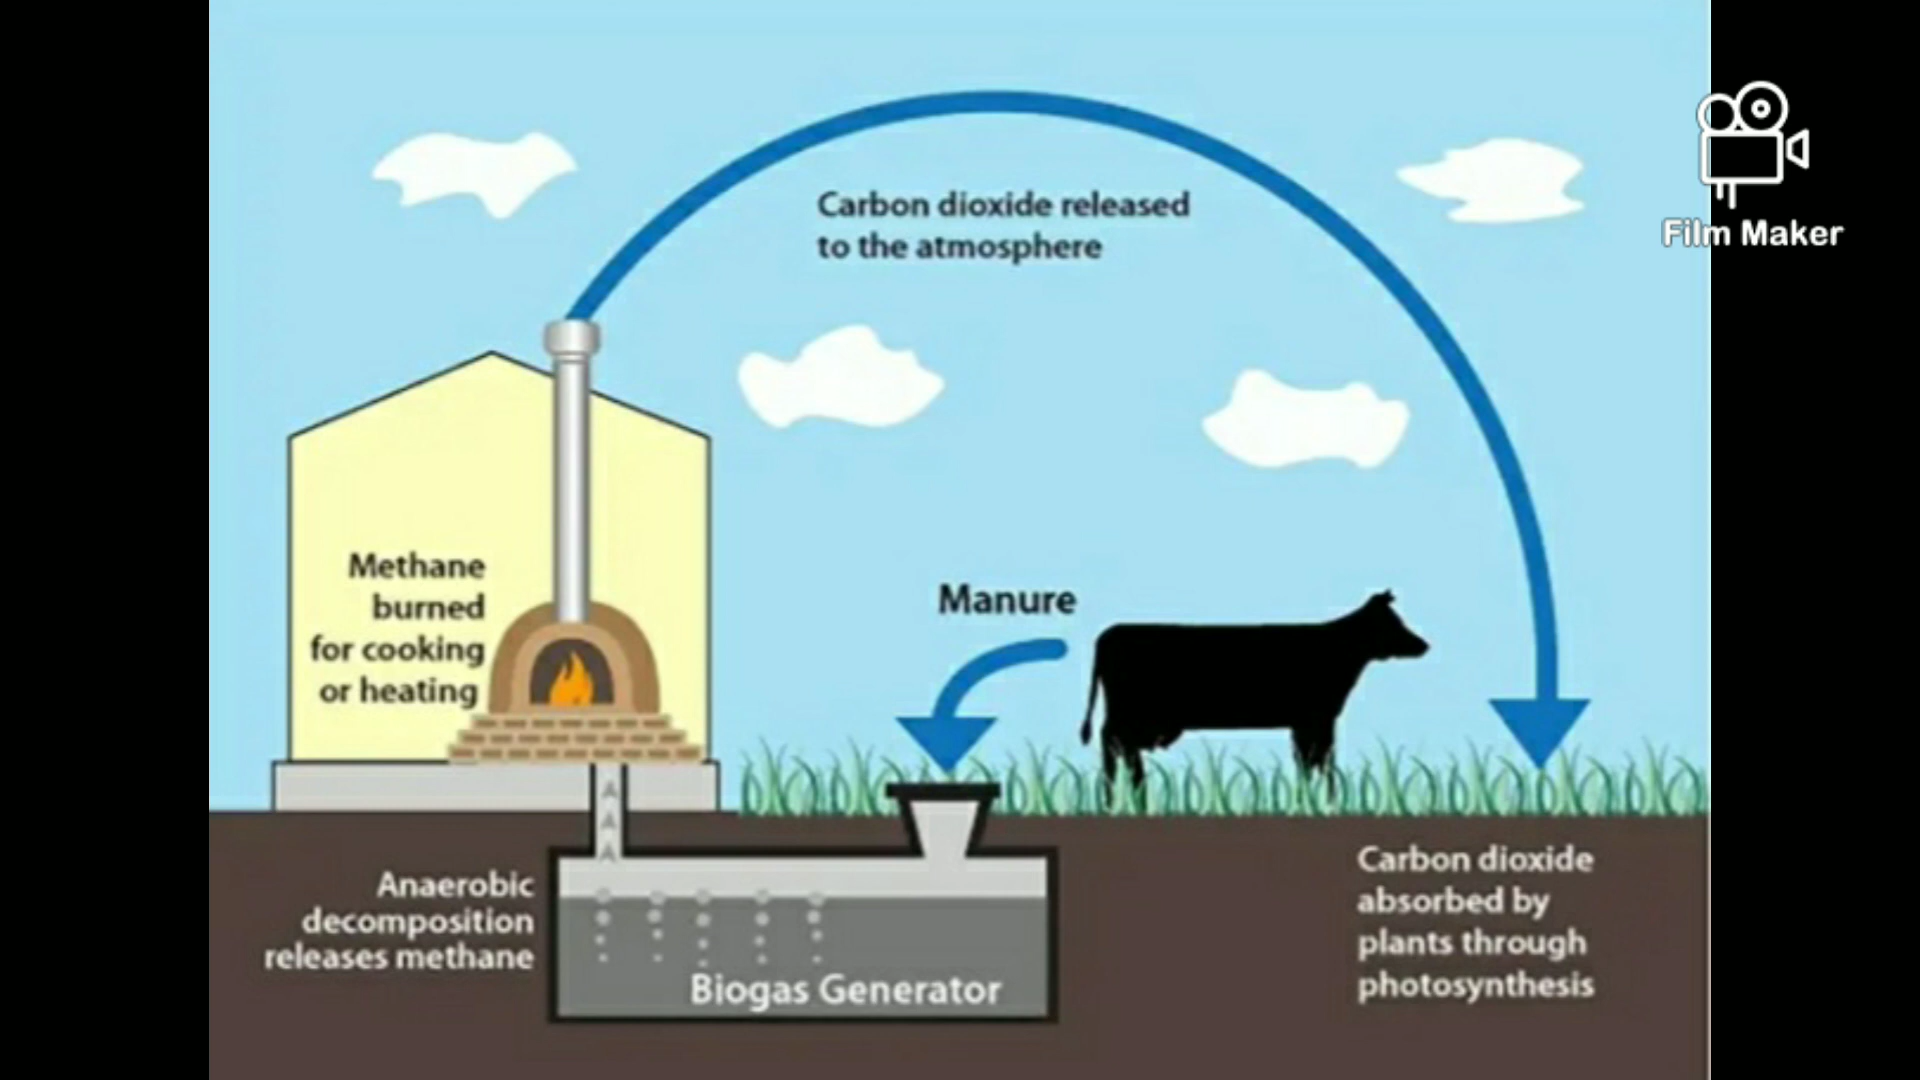 Carbon dioxide released
to the atmosphere
Film Maker
Methane
burned
for cooking
or heating
Manure
Anaerobic
decomposition
releases methane
Biogas Generator
Carbon dioxide
absorbed by
plants through
photosynthesis